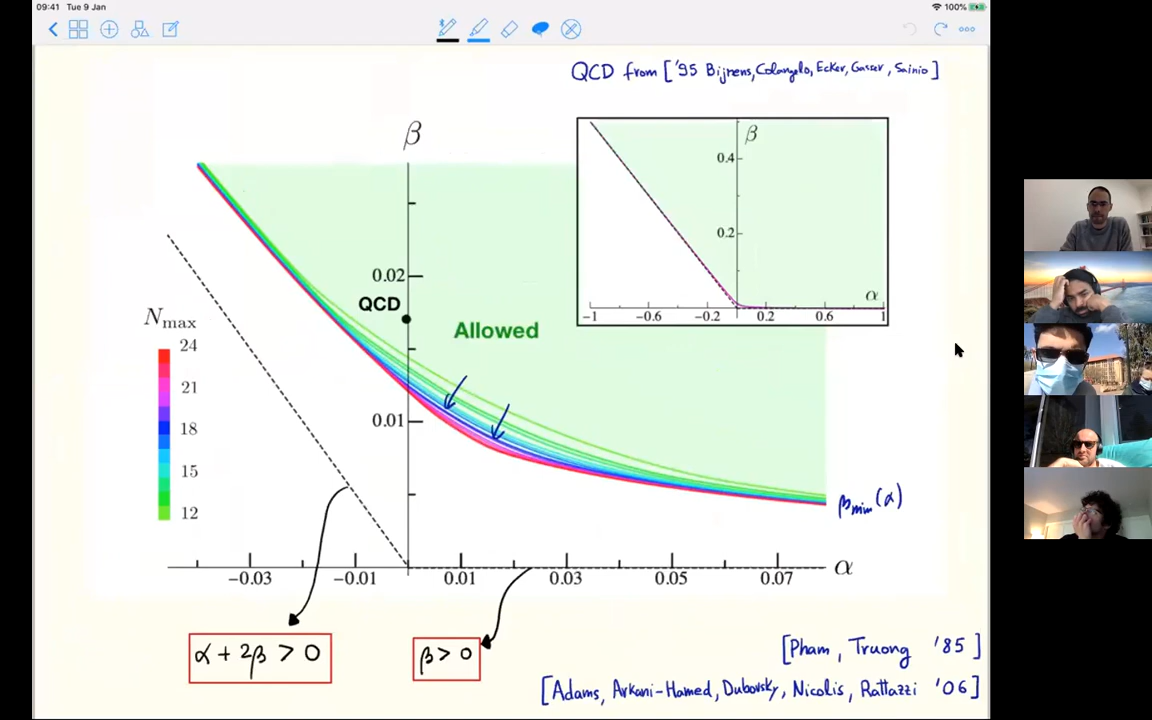 09:41 Tue 9 Jan
100%
QCD from ['95 Bijnens, Colangelo, Ecker, Gasser, Sainio]
β
β
0.4
0.2
α
−1 −0.6 −0.2 0.2 0.6 1
0.02
QCD
Allowed
N_max
24
21
18
15
12
0.01
β_min(α)
−0.03 −0.01 0.01 0.03 0.05 0.07 α
α + 2β > 0
β > 0
[Pham, Truong '85]
[Adams, Arkani-Hamed, Dubovsky, Nicolis, Rattazzi '06]